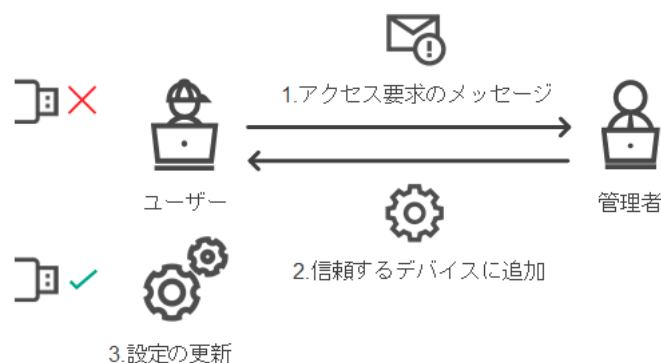 1.アクセス要求のメッセージ
ユーザー
管理者
2.信頼するデバイスに追加
3.設定の更新